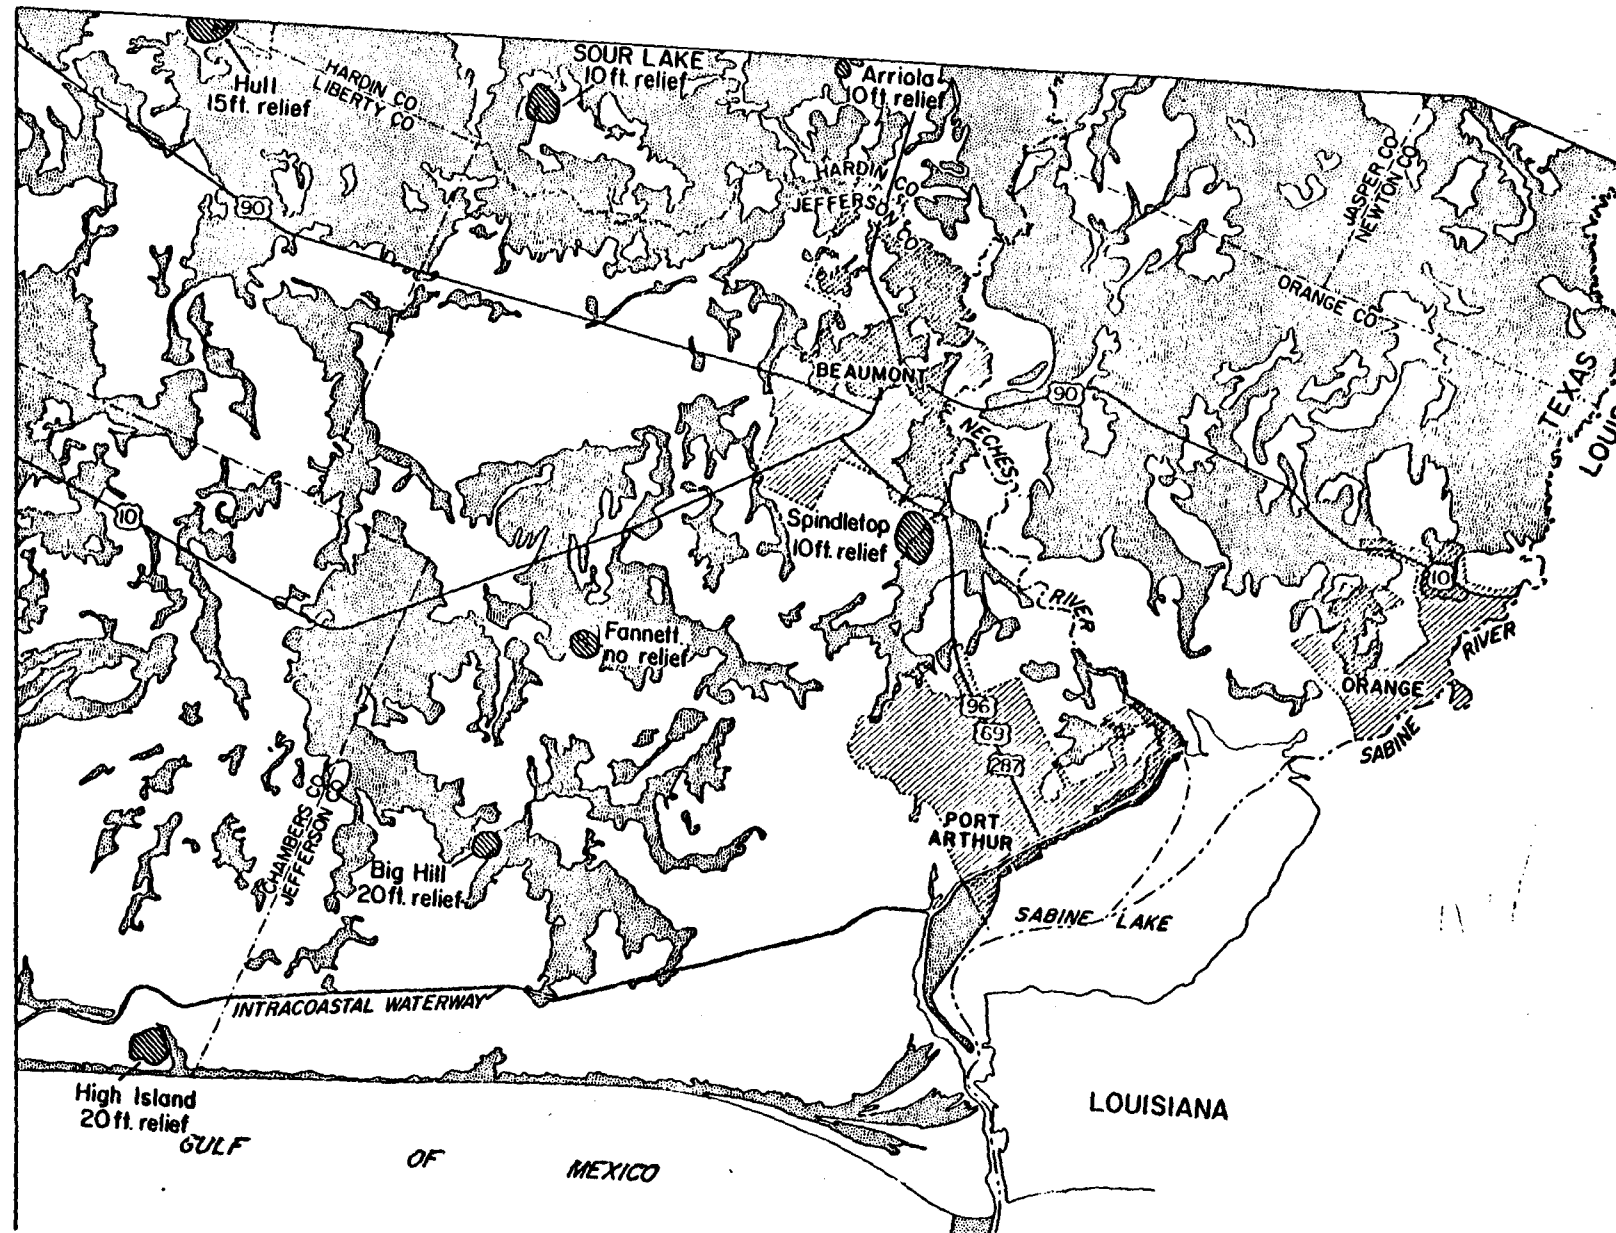 Hull
15ft. relief
HARDIN CO
LIBERTY CO
SOUR LAKE
10ft. relief
Arriola
10ft relief
HARDIN CO
JEFFERSON CO
JASPER CO
NEWTON CO
90
ORANGE CO
TEXAS
BEAUMONT
90
NECHES
10
Spindletop
10ft. relief
10
RIVER
Fannett
no relief
RIVER
ORANGE
SABINE
96
69
287
CHAMBERS CO
JEFFERSON CO
PORT
ARTHUR
Big Hill
20ft. relief
SABINE LAKE
INTRACOASTAL WATERWAY
High Island
20ft. relief
LOUISIANA
GULF OF MEXICO